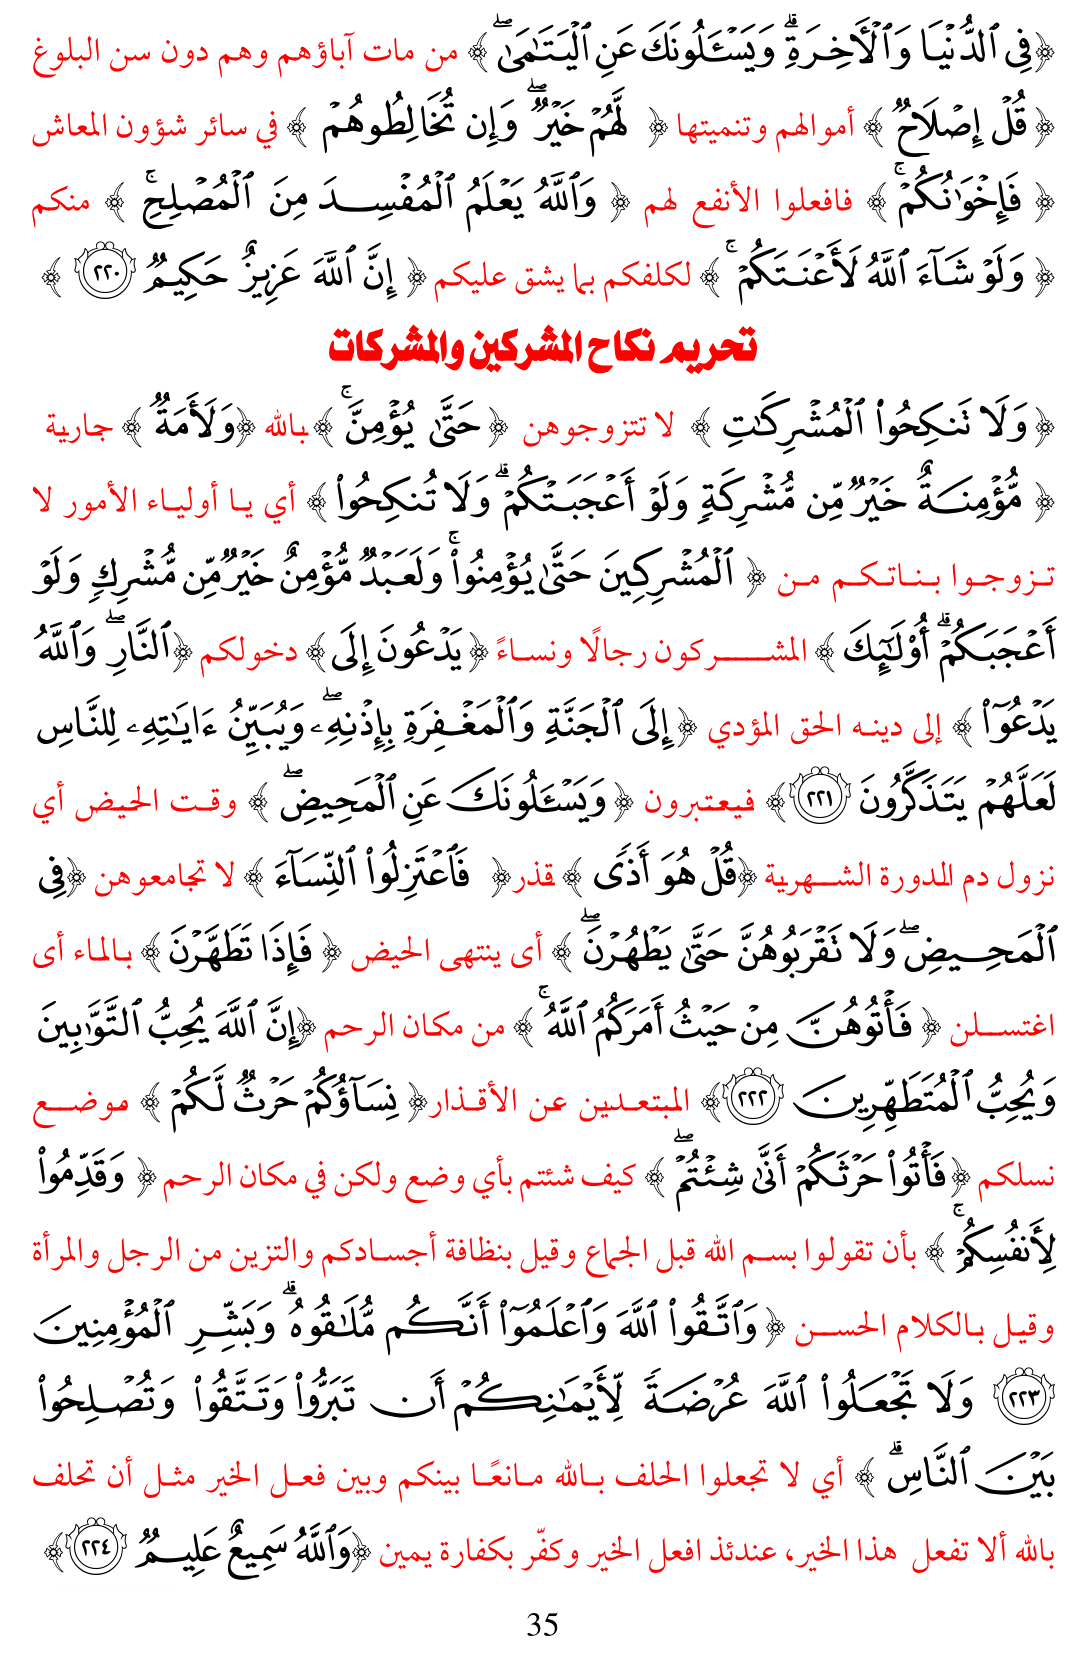 ﴿فِي ٱلدُّنۡيَا وَٱلۡأٓخِرَةِۗ وَيَسۡـَٔلُونَكَ عَنِ ٱلۡيَتَٰمَىٰۖ﴾ من مات آباؤهم وهم دون سن البلوغ
﴿قُلۡ إِصۡلَاحٞ﴾ أموالهم وتنميتها ﴿لَّهُمۡ خَيۡرٞۖ وَإِن تُخَالِطُوهُمۡ﴾ في سائر شؤون المعاش
﴿فَإِخۡوَٰنُكُمۡۚ﴾ فافعلوا الأنفع لهم ﴿وَٱللَّهُ يَعۡلَمُ ٱلۡمُفۡسِدَ مِنَ ٱلۡمُصۡلِحِۚ﴾ منكم
﴿وَلَوۡ شَآءَ ٱللَّهُ لَأَعۡنَتَكُمۡۚ﴾ لكلفكم بما يشق عليكم ﴿إِنَّ ٱللَّهَ عَزِيزٌ حَكِيمٞ ٢٢٠﴾
تحريم نكاح المشركين والمشركات
﴿وَلَا تَنكِحُواْ ٱلۡمُشۡرِكَٰتِ﴾ لا تتزوجوهن ﴿حَتَّىٰ يُؤۡمِنَّۚ﴾ بالله ﴿وَلَأَمَةٞ﴾ جارية
﴿مُّؤۡمِنَةٌ خَيۡرٞ مِّن مُّشۡرِكَةٖ وَلَوۡ أَعۡجَبَتۡكُمۡۗ وَلَا تُنكِحُواْ﴾ أي يا أولياء الأمور لا
تزوجوا بناتكم من ﴿ٱلۡمُشۡرِكِينَ حَتَّىٰ يُؤۡمِنُواْۚ وَلَعَبۡدٞ مُّؤۡمِنٌ خَيۡرٞ مِّن مُّشۡرِكٖ وَلَوۡ
أَعۡجَبَكُمۡۗ أُوْلَٰٓئِكَ﴾ المشركون رجالًا ونساءً ﴿يَدۡعُونَ إِلَى﴾ دخولكم ﴿ٱلنَّارِۖ وَٱللَّهُ
يَدۡعُوٓاْ﴾ إلى دينه الحق المؤدي ﴿إِلَى ٱلۡجَنَّةِ وَٱلۡمَغۡفِرَةِ بِإِذۡنِهِۦۖ وَيُبَيِّنُ ءَايَٰتِهِۦ لِلنَّاسِ
لَعَلَّهُمۡ يَتَذَكَّرُونَ ٢٢١﴾ فيعتبرون ﴿وَيَسۡـَٔلُونَكَ عَنِ ٱلۡمَحِيضِۖ﴾ وقت الحيض أي
نزول دم الدورة الشهرية ﴿قُلۡ هُوَ أَذٗى﴾ قذر ﴿فَٱعۡتَزِلُواْ ٱلنِّسَآءَ﴾ لا تجامعوهن ﴿فِي
ٱلۡمَحِيضِۖ وَلَا تَقۡرَبُوهُنَّ حَتَّىٰ يَطۡهُرۡنَۖ﴾ أى ينتهى الحيض ﴿فَإِذَا تَطَهَّرۡنَ﴾ بالماء أى
اغتسلن ﴿فَأۡتُوهُنَّ مِنۡ حَيۡثُ أَمَرَكُمُ ٱللَّهُۚ﴾ من مكان الرحم ﴿إِنَّ ٱللَّهَ يُحِبُّ ٱلتَّوَّٰبِينَ
وَيُحِبُّ ٱلۡمُتَطَهِّرِينَ ٢٢٢﴾ المبتعدين عن الأقذار ﴿نِسَآؤُكُمۡ حَرۡثٞ لَّكُمۡ﴾ موضع
نسلكم ﴿فَأۡتُواْ حَرۡثَكُمۡ أَنَّىٰ شِئۡتُمۡۖ﴾ كيف شئتم بأي وضع ولكن في مكان الرحم ﴿وَقَدِّمُواْ
لِأَنفُسِكُمۡۚ﴾ بأن تقولوا بسم الله قبل الجماع وقيل بنظافة أجسادكم والتزين من الرجل والمرأة
وقيل بالكلام الحسن ﴿وَٱتَّقُواْ ٱللَّهَ وَٱعۡلَمُوٓاْ أَنَّكُم مُّلَٰقُوهُۗ وَبَشِّرِ ٱلۡمُؤۡمِنِينَ
٢٢٣ وَلَا تَجۡعَلُواْ ٱللَّهَ عُرۡضَةٗ لِّأَيۡمَٰنِكُمۡ أَن تَبَرُّواْ وَتَتَّقُواْ وَتُصۡلِحُواْ
بَيۡنَ ٱلنَّاسِۗ﴾ أي لا تجعلوا الحلف بالله مانعًا بينكم وبين فعل الخير مثل أن تحلف
بالله ألا تفعل هذا الخير، عندئذ افعل الخير وكفّر بكفارة يمين ﴿وَٱللَّهُ سَمِيعٌ عَلِيمٞ ٢٢٤﴾
35